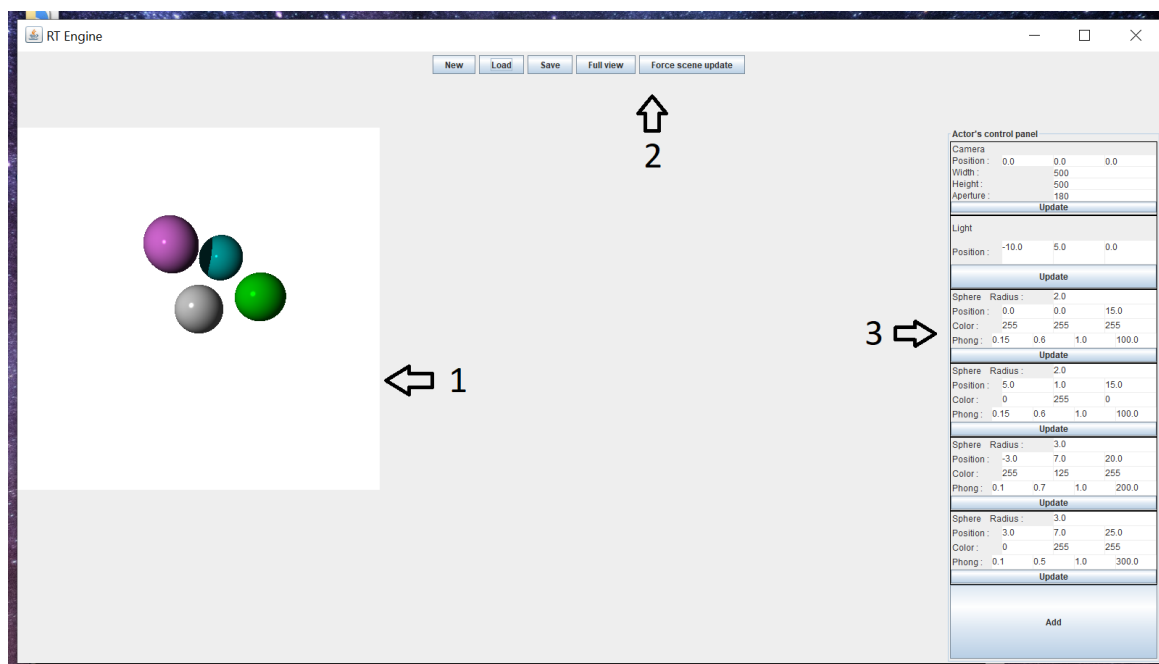 RT Engine
New Load Save Full view Force scene update
2
1
3
Actor's control panel
Camera
Position : 0.0 0.0 0.0
Width : 500
Height : 500
Aperture : 180
Update
Light
Position : -10.0 5.0 0.0
Update
Sphere Radius : 2.0
Position : 0.0 0.0 15.0
Color : 255 255 255
Phong : 0.15 0.6 1.0 100.0
Update
Sphere Radius : 2.0
Position : 5.0 1.0 15.0
Color : 0 255 0
Phong : 0.15 0.6 1.0 100.0
Update
Sphere Radius : 3.0
Position : -3.0 7.0 20.0
Color : 255 125 255
Phong : 0.1 0.7 1.0 200.0
Update
Sphere Radius : 3.0
Position : 3.0 7.0 25.0
Color : 0 255 255
Phong : 0.1 0.5 1.0 300.0
Update
Add